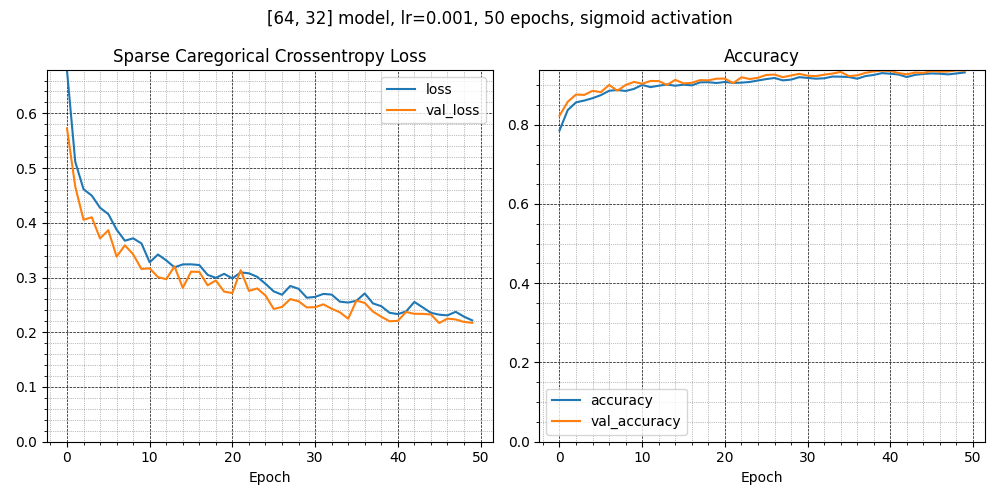 [64, 32] model, lr=0.001, 50 epochs, sigmoid activation
Sparse Caregorical Crossentropy Loss
0.6
0.5
0.4
0.3
0.2
0.1
0.0
loss
val_loss
0 10 20 30 40 50
Epoch
Accuracy
0.8
0.6
0.4
0.2
0.0
accuracy
val_accuracy
0 10 20 30 40 50
Epoch